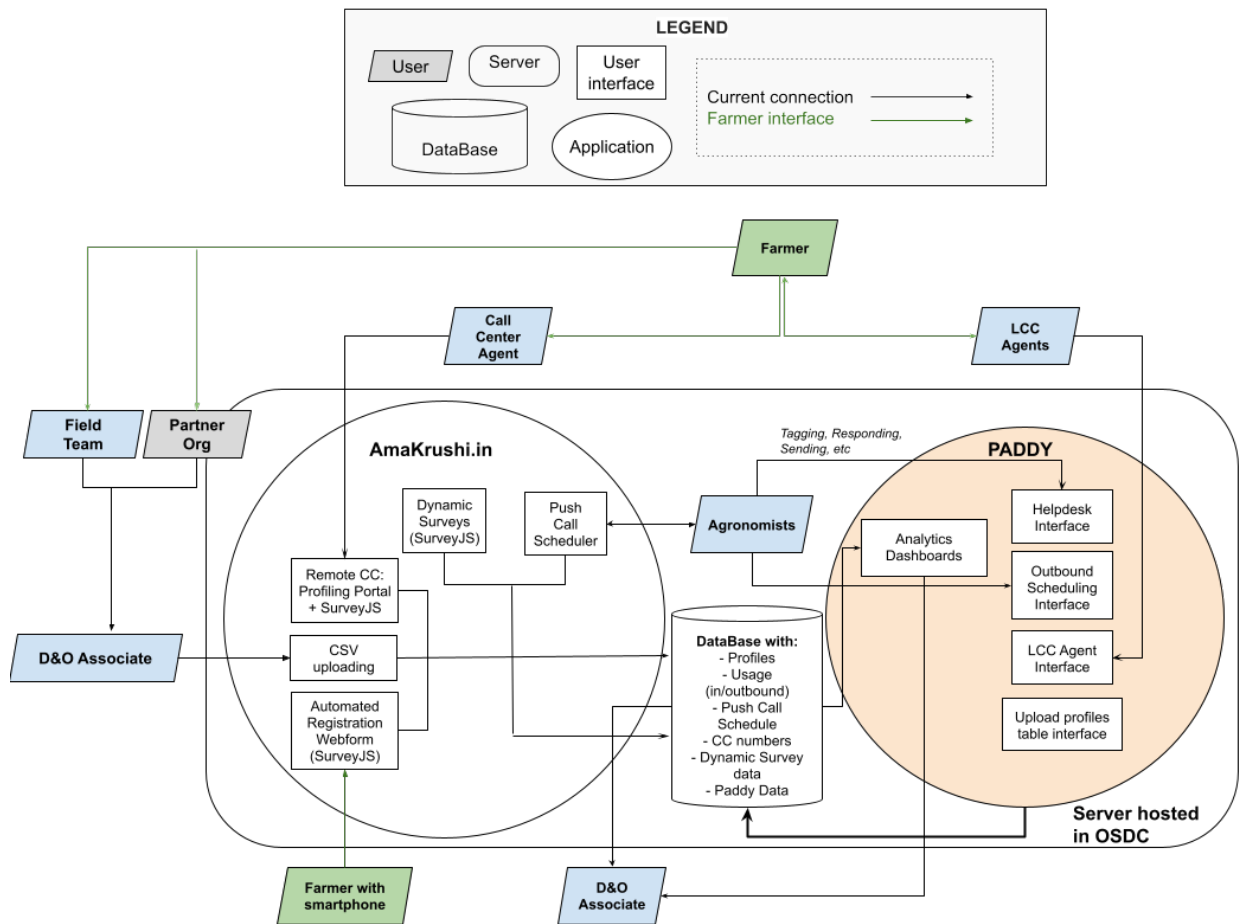 LEGEND
User
Server
User
interface
DataBase
Application
Current connection
Farmer interface
Farmer
Call
Center
Agent
LCC
Agents
Field
Team
Partner
Org
AmaKrushi.in
Tagging, Responding,
Sending, etc
PADDY
Dynamic
Surveys
(SurveyJS)
Push
Call
Scheduler
Agronomists
Helpdesk
Interface
Analytics
Dashboards
Remote CC:
Profiling Portal
+ SurveyJS
Outbound
Scheduling
Interface
D&O Associate
CSV
uploading
DataBase with:
- Profiles
- Usage
(in/outbound)
- Push Call
Schedule
- CC numbers
- Dynamic Survey
data
- Paddy Data
LCC Agent
Interface
Automated
Registration
Webform
(SurveyJS)
Upload profiles
table interface
Server hosted
in OSDC
Farmer with
smartphone
D&O
Associate